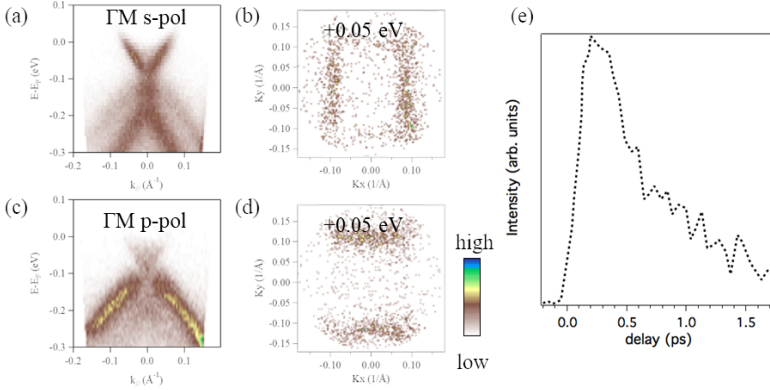 (a)
ΓM s-pol
0.1
0.0
-0.1
-0.2
-0.3
E-E_F (eV)
-0.2 -0.1 0.0 0.1 0.2
k_// (Å⁻¹)
(b)
+0.05 eV
0.15
0.10
0.05
0.00
-0.05
-0.10
-0.15
Ky (1/Å)
-0.10 0.00 0.10
Kx (1/Å)
(c)
ΓM p-pol
0.1
0.0
-0.1
-0.2
-0.3
E-E_F (eV)
-0.2 -0.1 0.0 0.1 0.2
k_// (Å⁻¹)
(d)
+0.05 eV
0.15
0.10
0.05
0.00
-0.05
-0.10
-0.15
Ky (1/Å)
-0.10 0.00 0.10
Kx (1/Å)
high
low
(e)
Intensity (arb. units)
0.0 0.5 1.0 1.5
delay (ps)